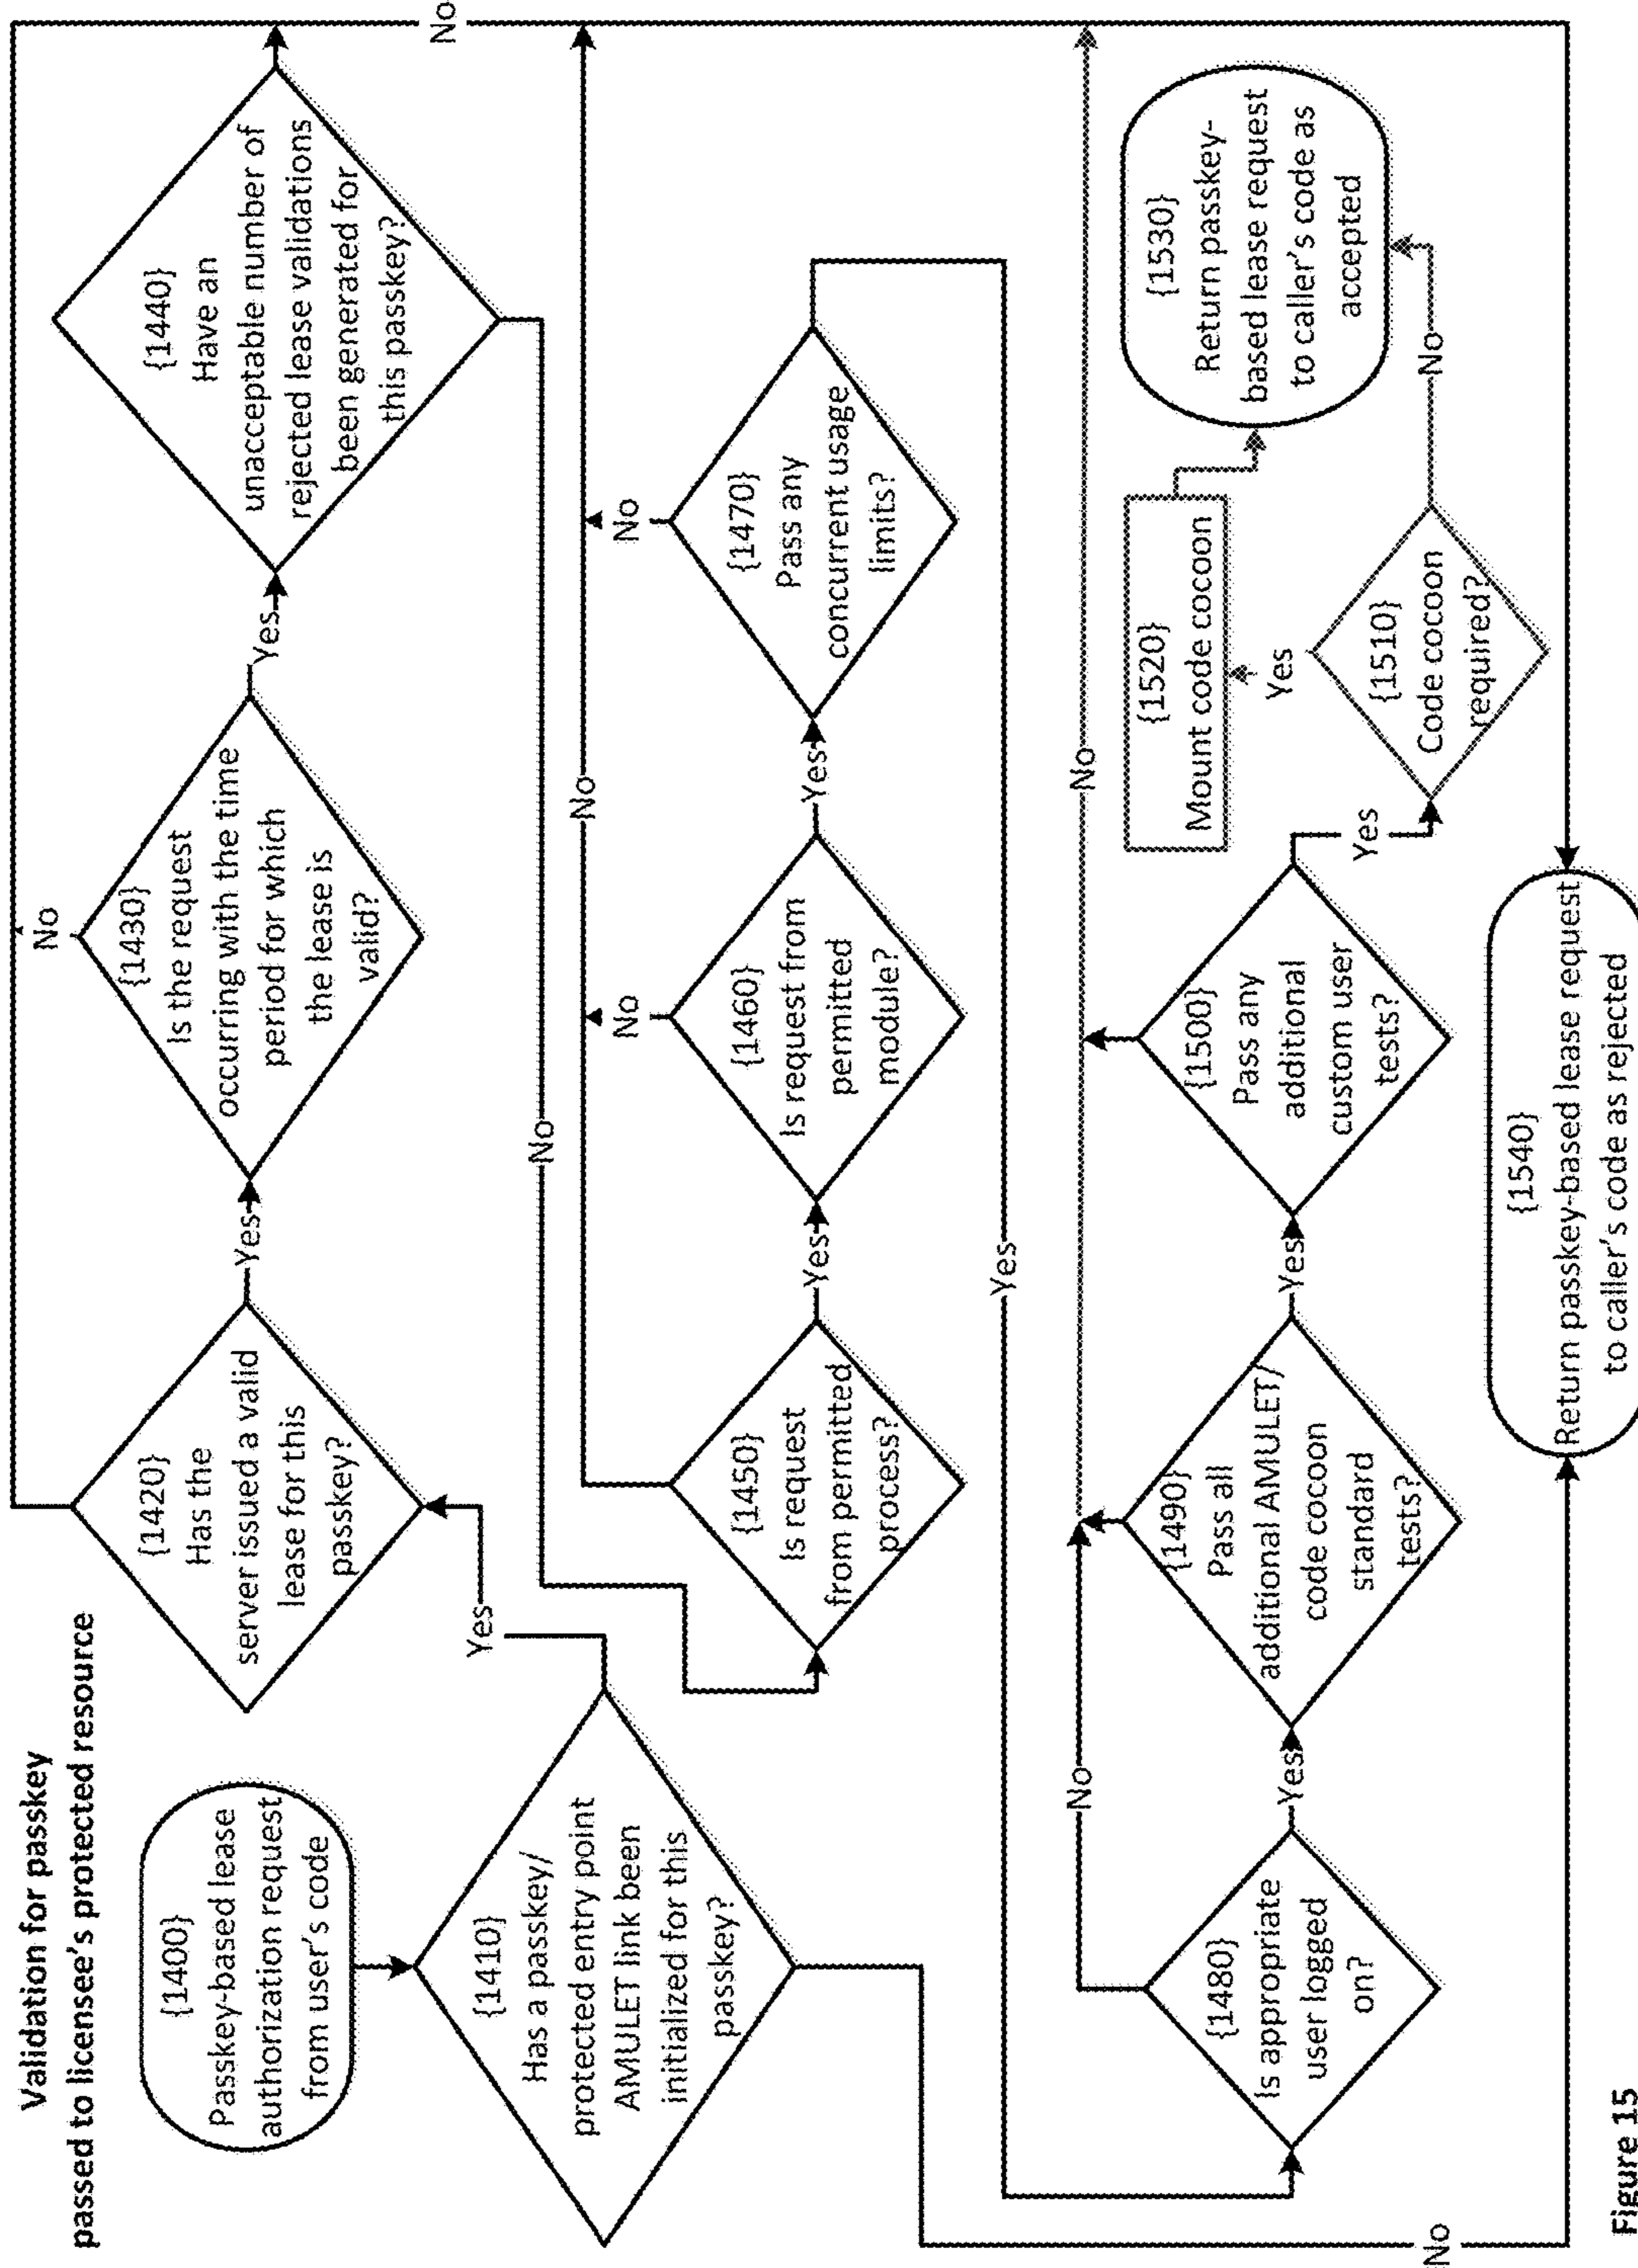 Validation for passkey
passed to licensee's protected resource
{1400}
Passkey-based lease
authorization request
from user's code
{1410}
Has a passkey/
protected entry point
AMULET link been
initialized for this
passkey?
Yes
No
{1420}
Has the
server issued a valid
lease for this
passkey?
Yes
{1430}
Is the request
occurring with the time
period for which
the lease is
valid?
No
Yes
{1440}
Have an
unacceptable number of
rejected lease validations
been generated for
this passkey?
No
No
{1450}
Is request
from permitted
process?
No
Yes
{1460}
Is request from
permitted
module?
No
Yes
{1470}
Pass any
concurrent usage
limits?
No
Yes
{1480}
Is appropriate
user logged
on?
No
Yes
{1490}
Pass all
additional AMULET/
code cocoon
standard
tests?
No
Yes
{1500}
Pass any
additional
custom user
tests?
Yes
{1510}
Code cocoon
required?
Yes
No
{1520}
Mount code cocoon
{1530}
Return passkey-
based lease request
to caller's code as
accepted
{1540}
Return passkey-based lease request
to caller's code as rejected
Figure 15